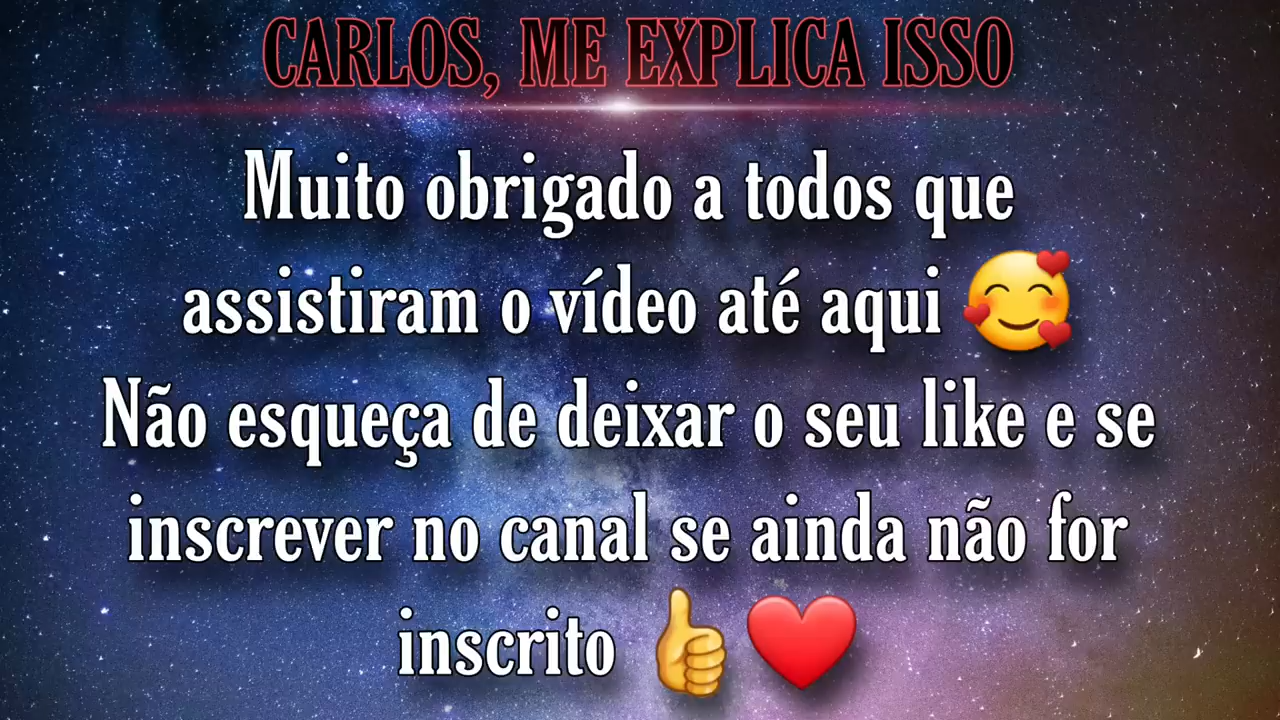 CARLOS, ME EXPLICA ISSO
Muito obrigado a todos que
assistiram o vídeo até aqui 🥰
Não esqueça de deixar o seu like e se
inscrever no canal se ainda não for
inscrito 👍❤️